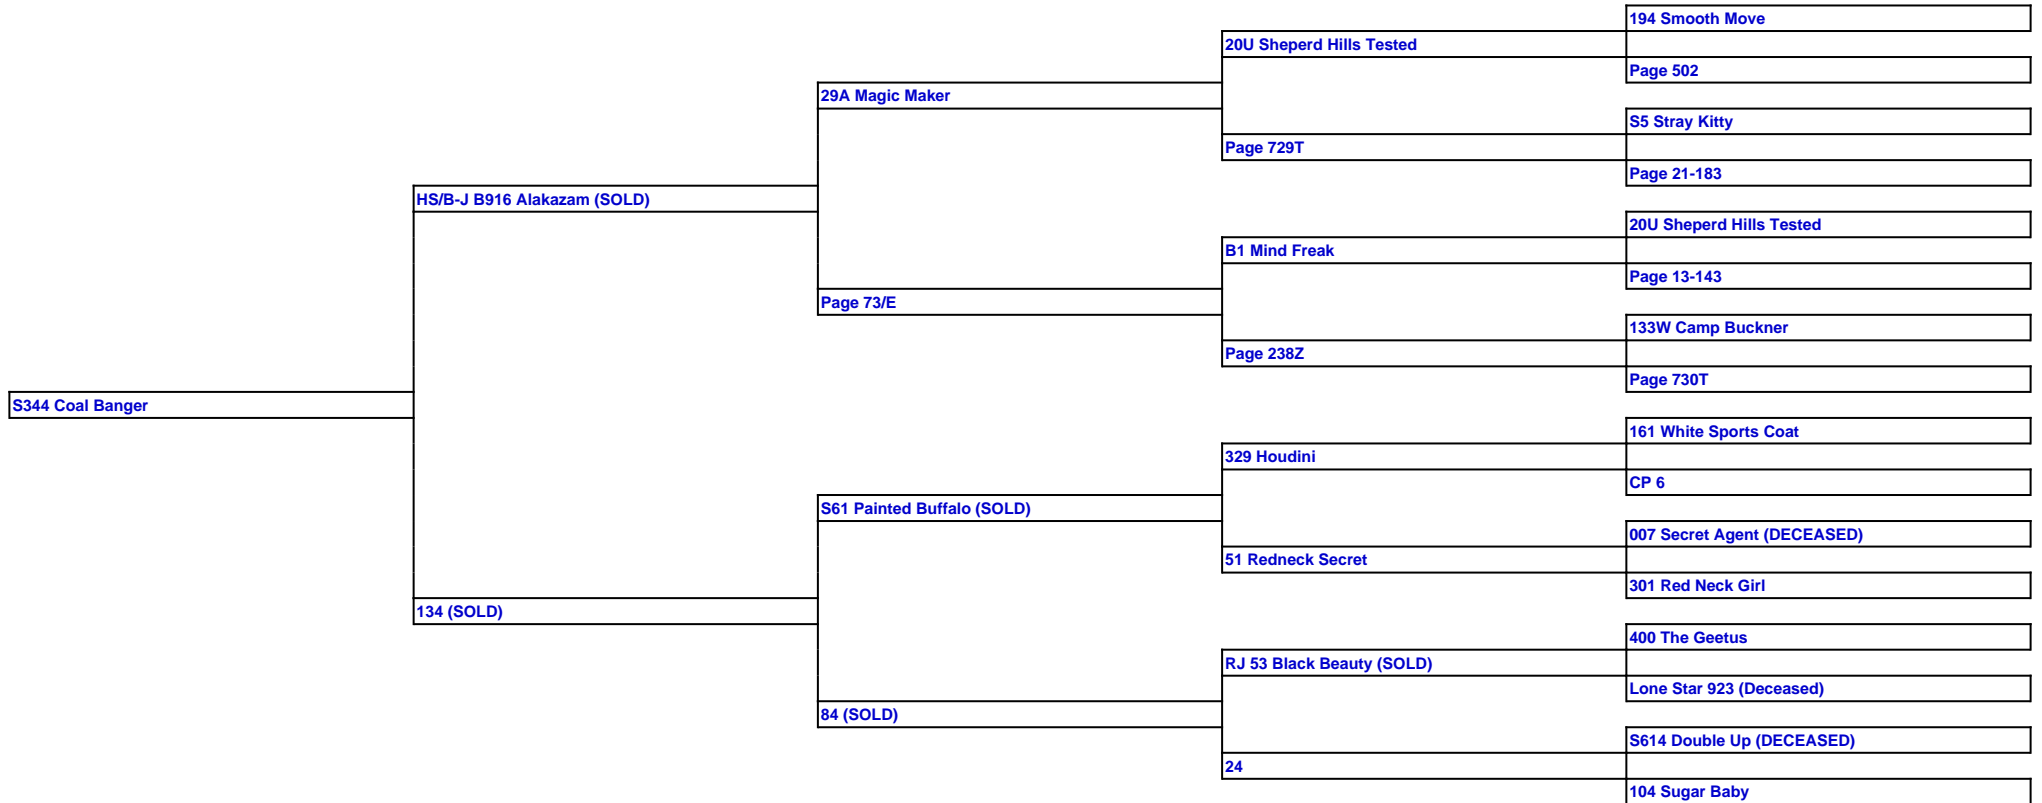 194 Smooth Move
20U Sheperd Hills Tested
Page 502
29A Magic Maker
S5 Stray Kitty
Page 729T
Page 21-183
HS/B-J B916 Alakazam (SOLD)
20U Sheperd Hills Tested
B1 Mind Freak
Page 13-143
Page 73/E
133W Camp Buckner
Page 238Z
Page 730T
S344 Coal Banger
161 White Sports Coat
329 Houdini
CP 6
S61 Painted Buffalo (SOLD)
007 Secret Agent (DECEASED)
51 Redneck Secret
301 Red Neck Girl
134 (SOLD)
400 The Geetus
RJ 53 Black Beauty (SOLD)
Lone Star 923 (Deceased)
84 (SOLD)
S614 Double Up (DECEASED)
24
104 Sugar Baby